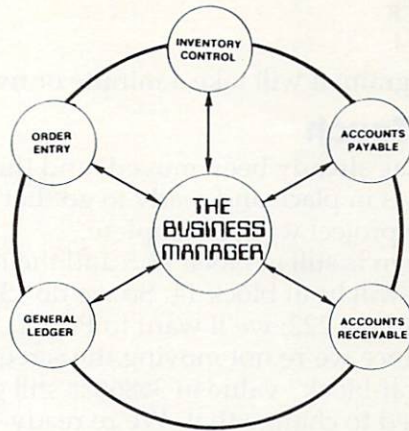 INVENTORY
CONTROL
ORDER
ENTRY
ACCOUNTS
PAYABLE
THE
BUSINESS
MANAGER
GENERAL
LEDGER
ACCOUNTS
RECEIVABLE